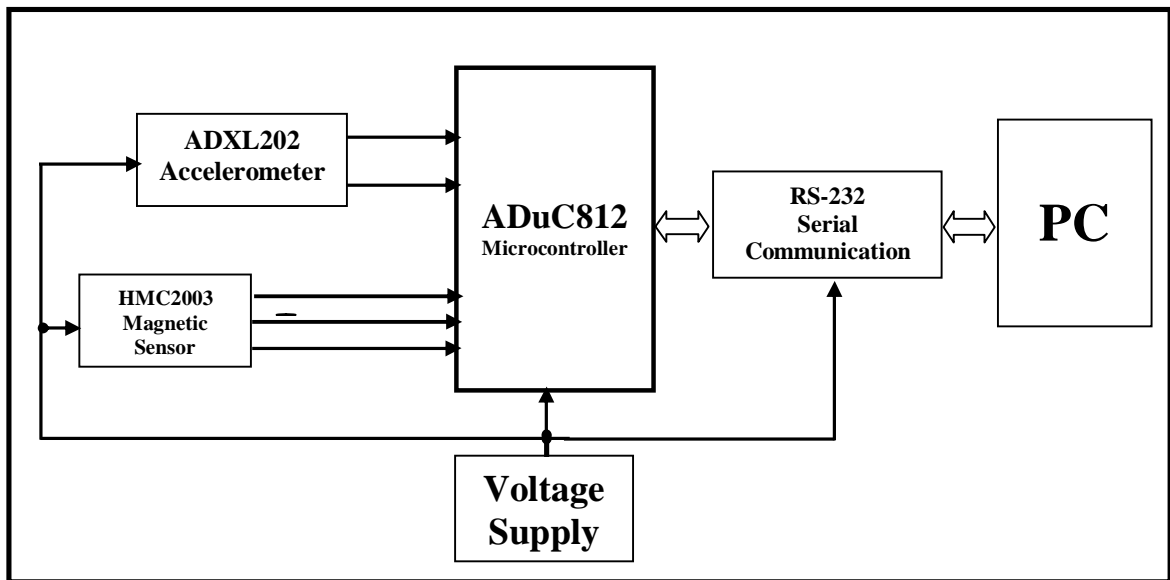 ADXL202
Accelerometer
HMC2003
Magnetic
Sensor
ADuC812
Microcontroller
RS-232
Serial
Communication
PC
Voltage
Supply